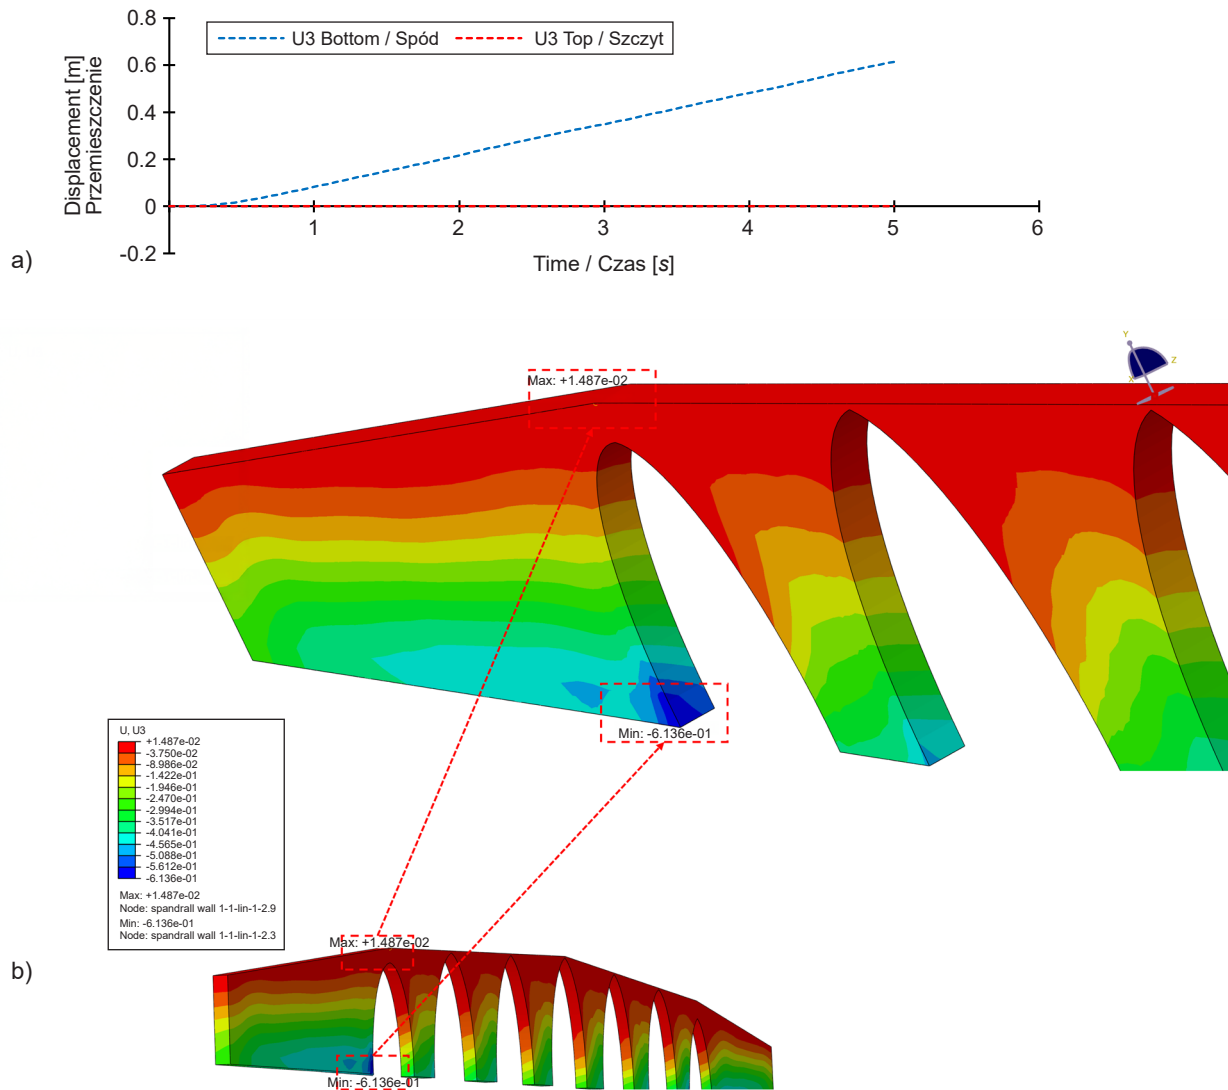 0.8
0.6
0.4
0.2
0
-0.2
Displacement [m]
Przemieszczenie
U3 Bottom / Spód
U3 Top / Szczyt
1
2
3
4
5
6
Time / Czas [s]
a)
Y
Z
X
Max: +1.487e-02
Min: -6.136e-01
U, U3
+1.487e-02
-3.750e-02
-8.986e-02
-1.422e-01
-1.946e-01
-2.470e-01
-2.994e-01
-3.517e-01
-4.041e-01
-4.565e-01
-5.088e-01
-5.612e-01
-6.136e-01
Max: +1.487e-02
Node: spandrall wall 1-1-lin-1-2.9
Min: -6.136e-01
Node: spandrall wall 1-1-lin-1-2.3
b)
Max: +1.487e-02
Min: -6.136e-01